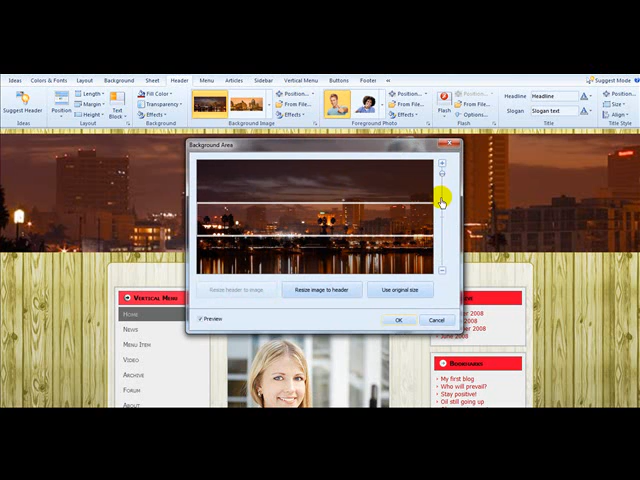 Ideas Colors & Fonts Layout Background Sheet Header Menu Articles Sidebar Vertical Menu Buttons Footer Suggest Mode
Suggest Header
Ideas
Position
Length
Margin
Height
Text Block
Layout
Fill Color
Transparency
Effects
Background
Position...
From File...
Effects
Background Image
Position...
From File...
Effects
Foreground Photo
Flash
Position...
From File...
Effects
Flash
Headline Headline
Slogan Slogan text
Title
Position
Size
Align
Title Style
Background Area
Resize header to image
Resize image to header
Use original size
Preview
OK
Cancel
Vertical Menu
Home
News
Menu Item
Video
Archive
Forum
About
2008
2008
2008
June 2008
Bookmarks
My first blog
Who will prevail?
Stay positive!
Oil still going up